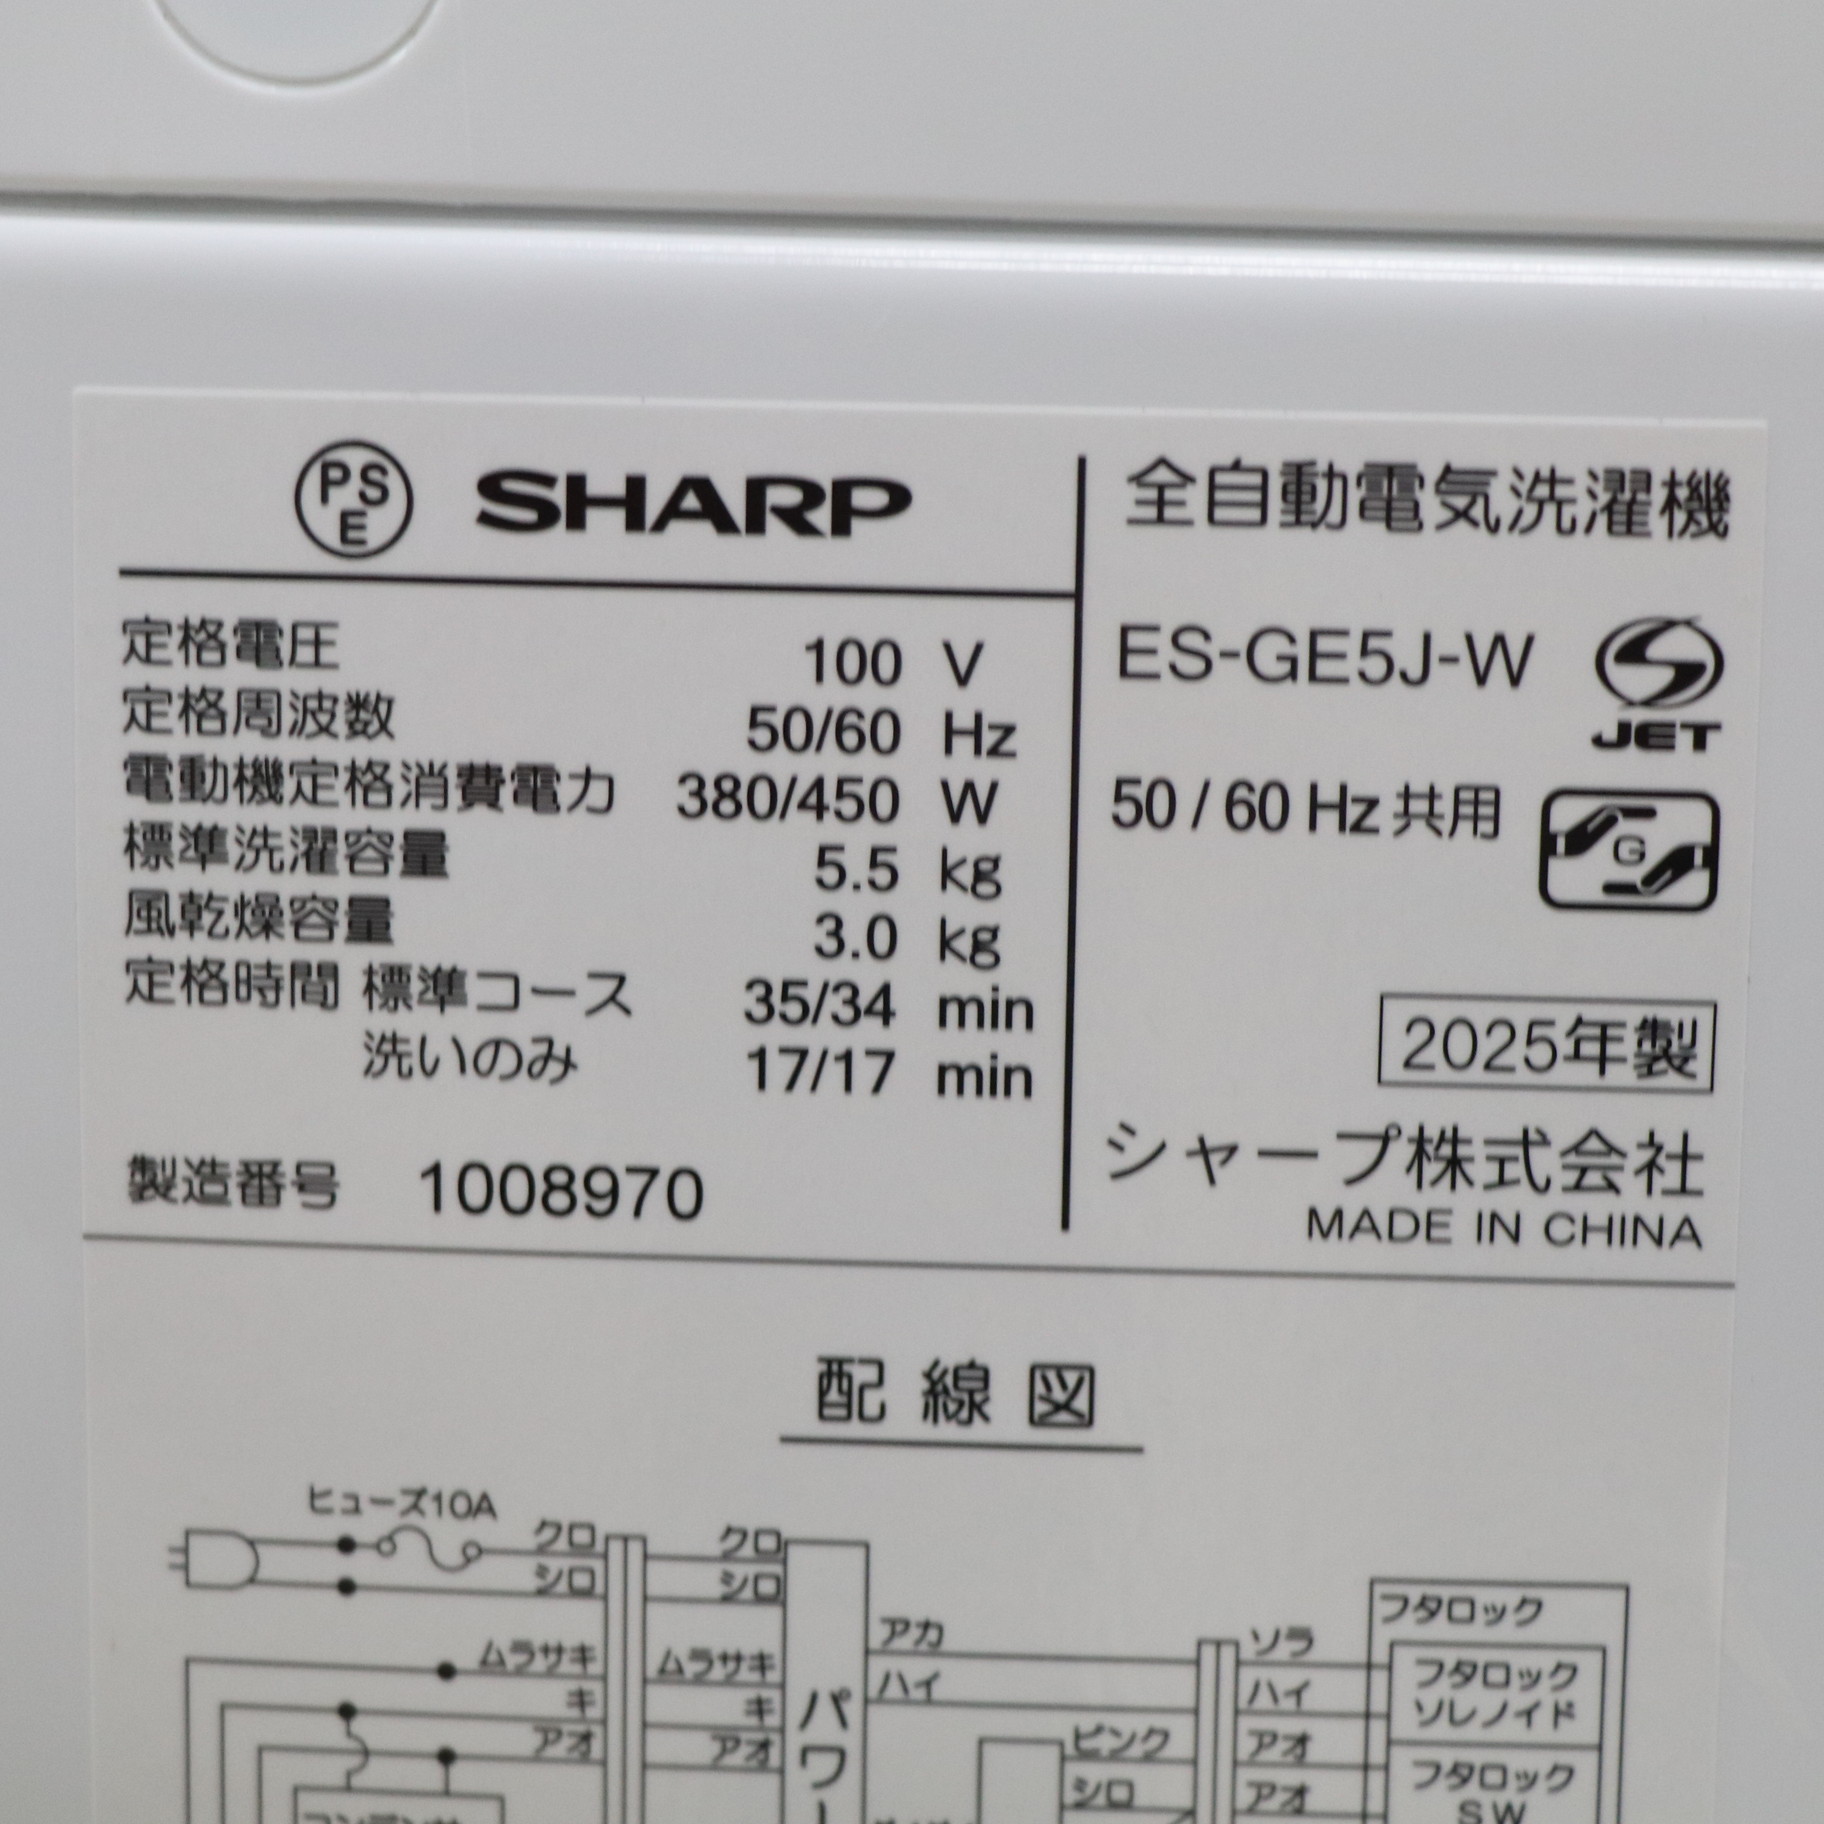 PSE SHARP
定格電圧 100 V
定格周波数 50/60 Hz
電動機定格消費電力 380/450 W
標準洗濯容量 5.5 kg
風乾燥容量 3.0 kg
定格時間 標準コース 35/34 min
洗いのみ 17/17 min
製造番号 1008970
全自動電気洗濯機
ES-GE5J-W
JET
50 / 60 Hz 共用
G
2025年製
シャープ株式会社
MADE IN CHINA
配線図
ヒューズ10A
クロ クロ
シロ シロ
ムラサキ ムラサキ
キ キ
アオ アオ
パワー
アカ
ハイ
ピンク
シロ
ソラ
ハイ
アオ
アオ
フタロック
フタロック
ソレノイド
フタロック
SW